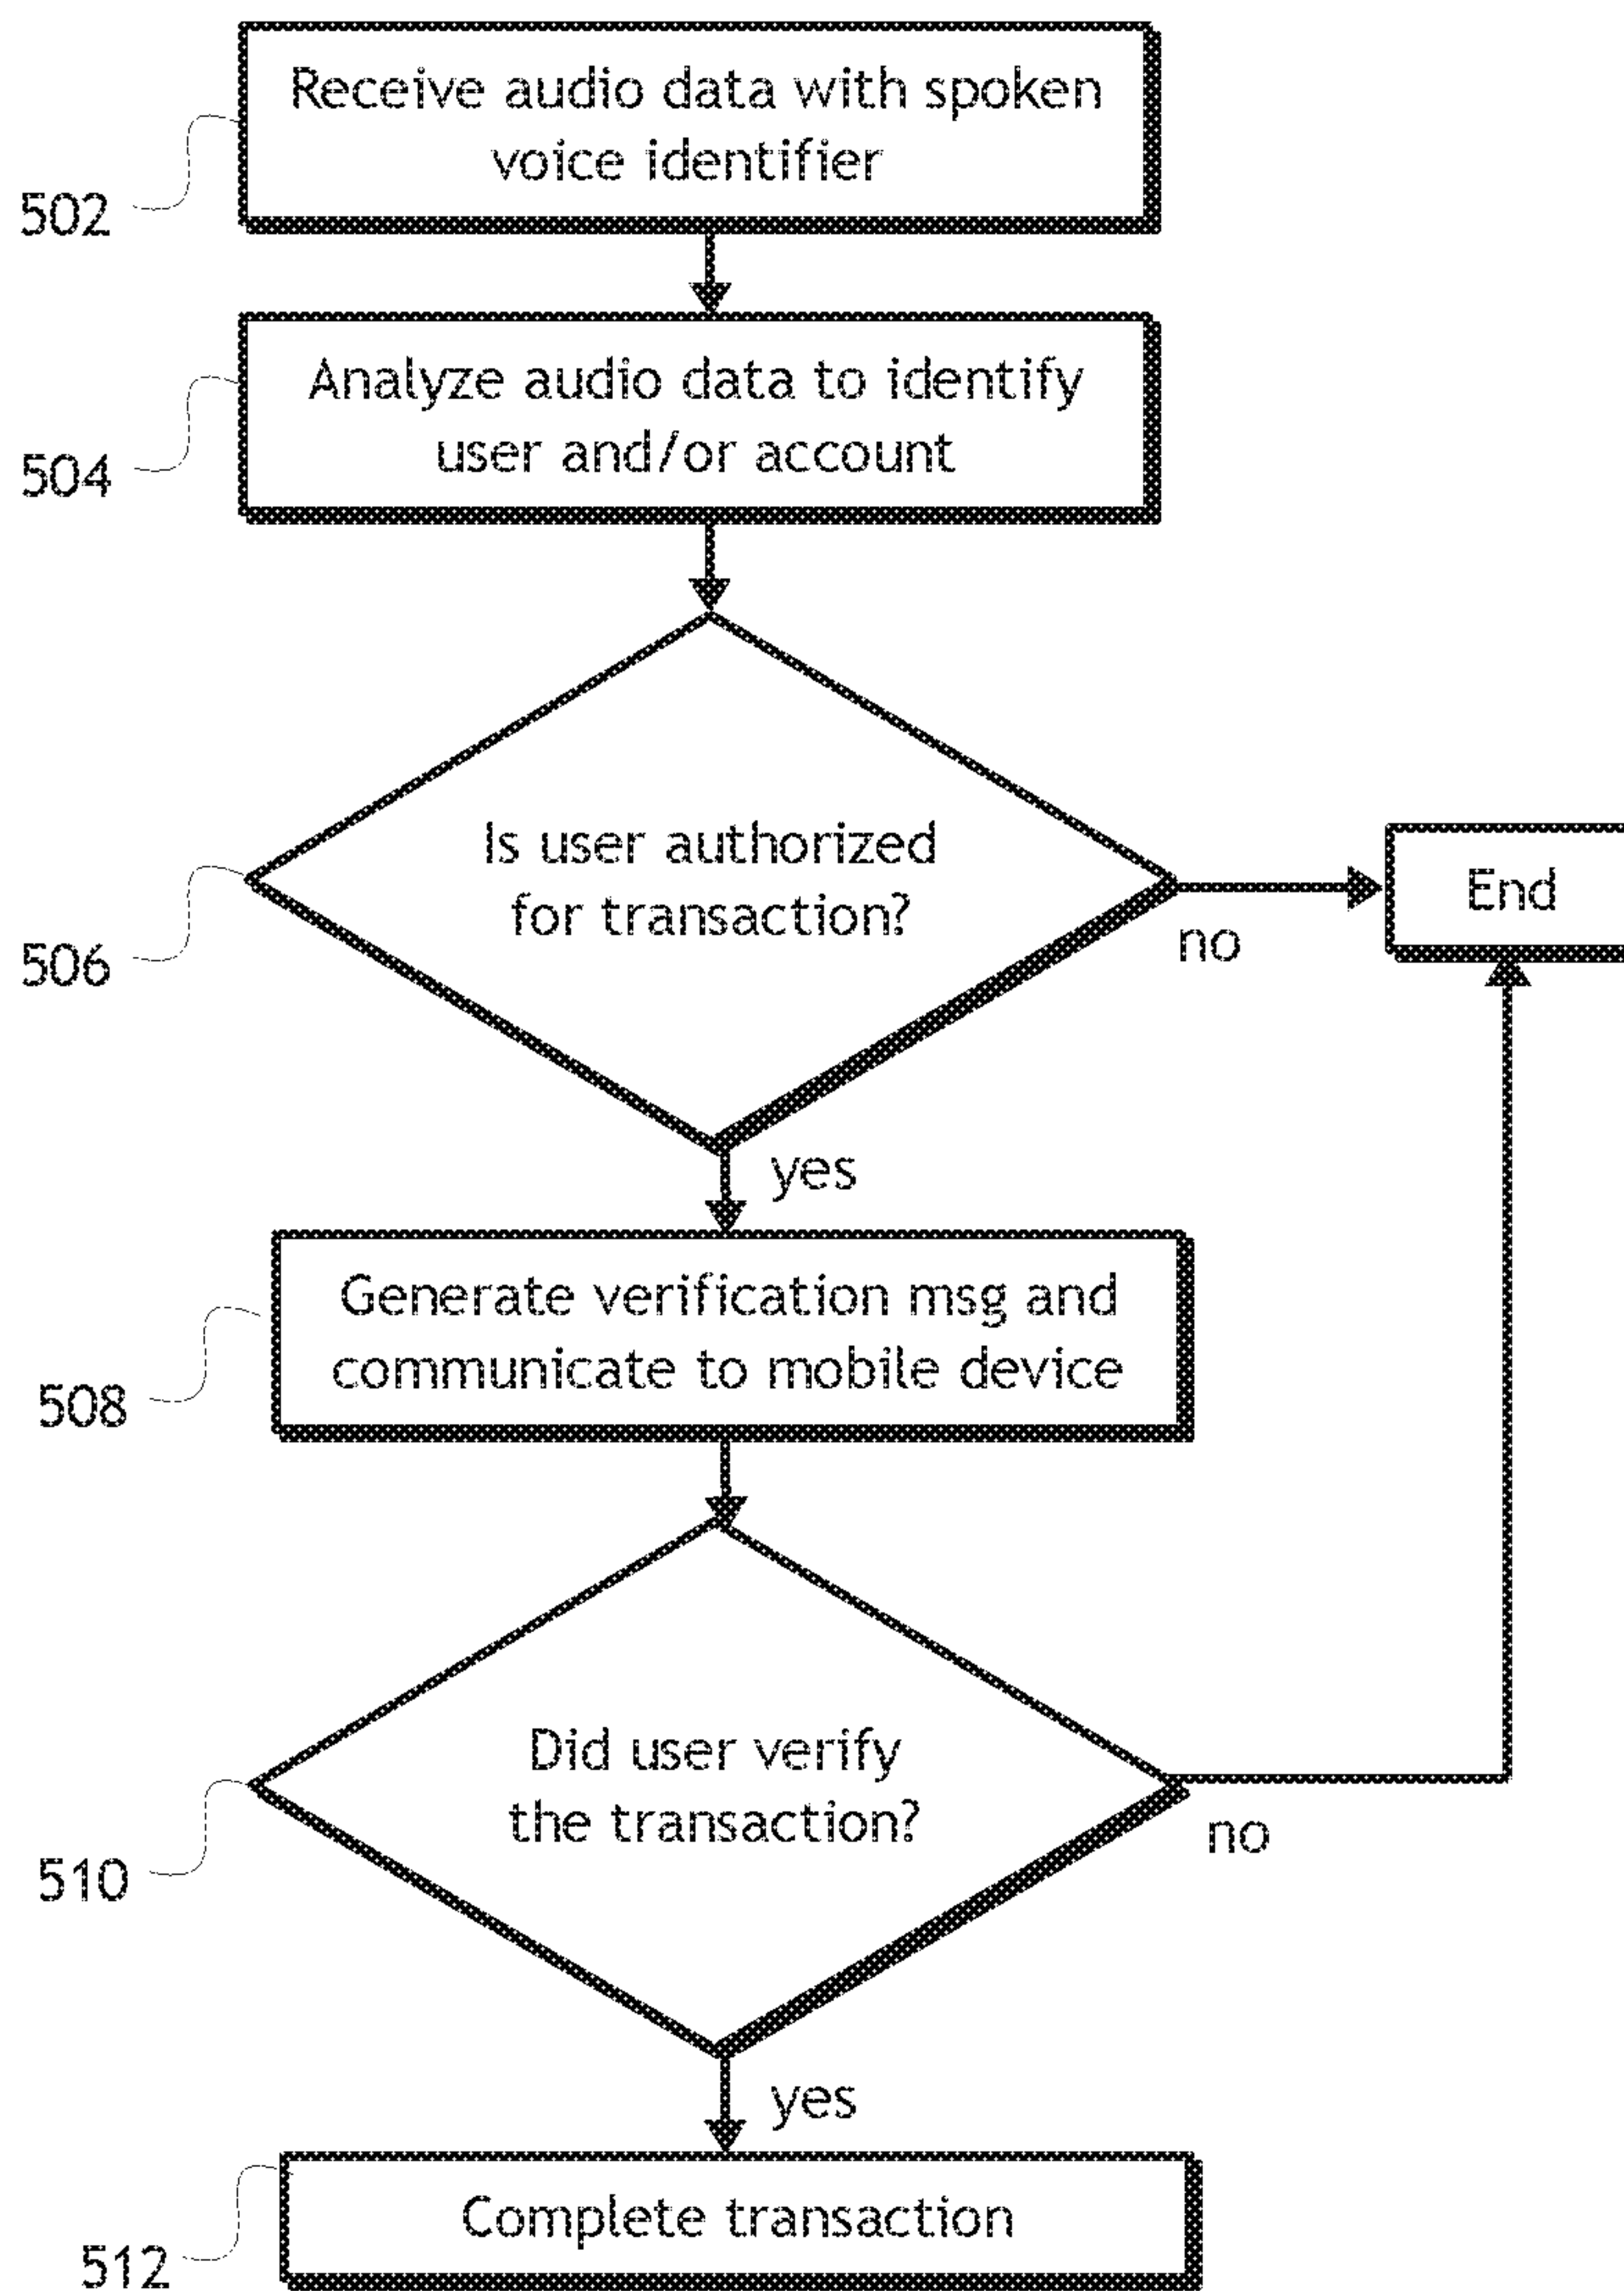 Receive audio data with spoken
voice identifier
502
Analyze audio data to identify
user and/or account
504
Is user authorized
for transaction?
506
no
End
yes
Generate verification msg and
communicate to mobile device
508
Did user verify
the transaction?
510
no
yes
Complete transaction
512